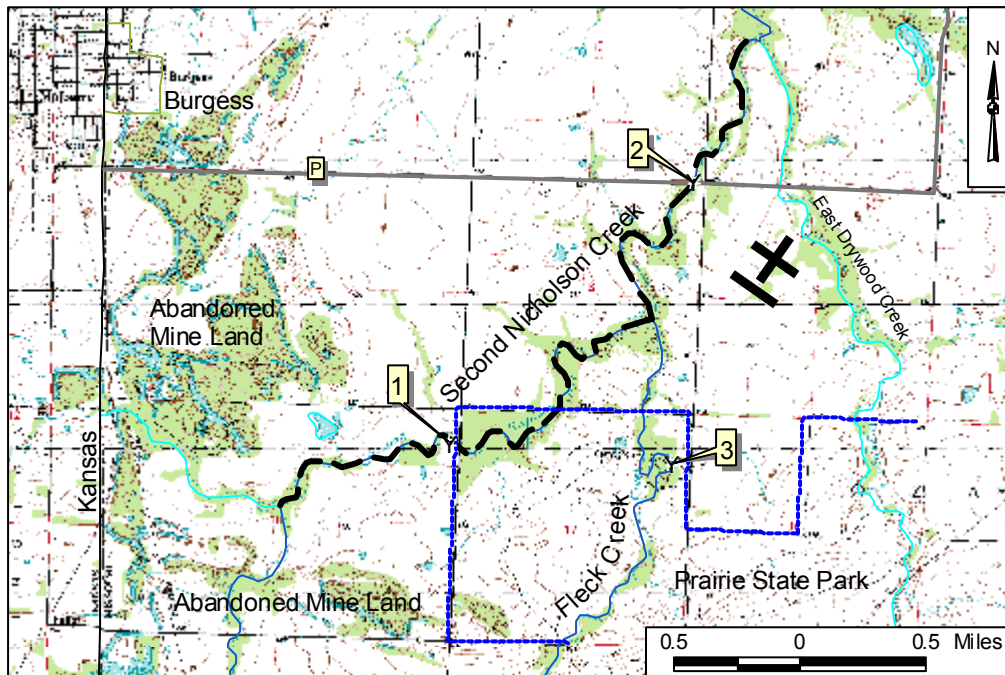 N
Burgess
Burgess
P
2
East Drywood Creek
Second Nicholson Creek
Abandoned
Mine Land
1
3
Kansas
Fleck Creek
Prairie State Park
Abandoned Mine Land
0.5 0 0.5 Miles